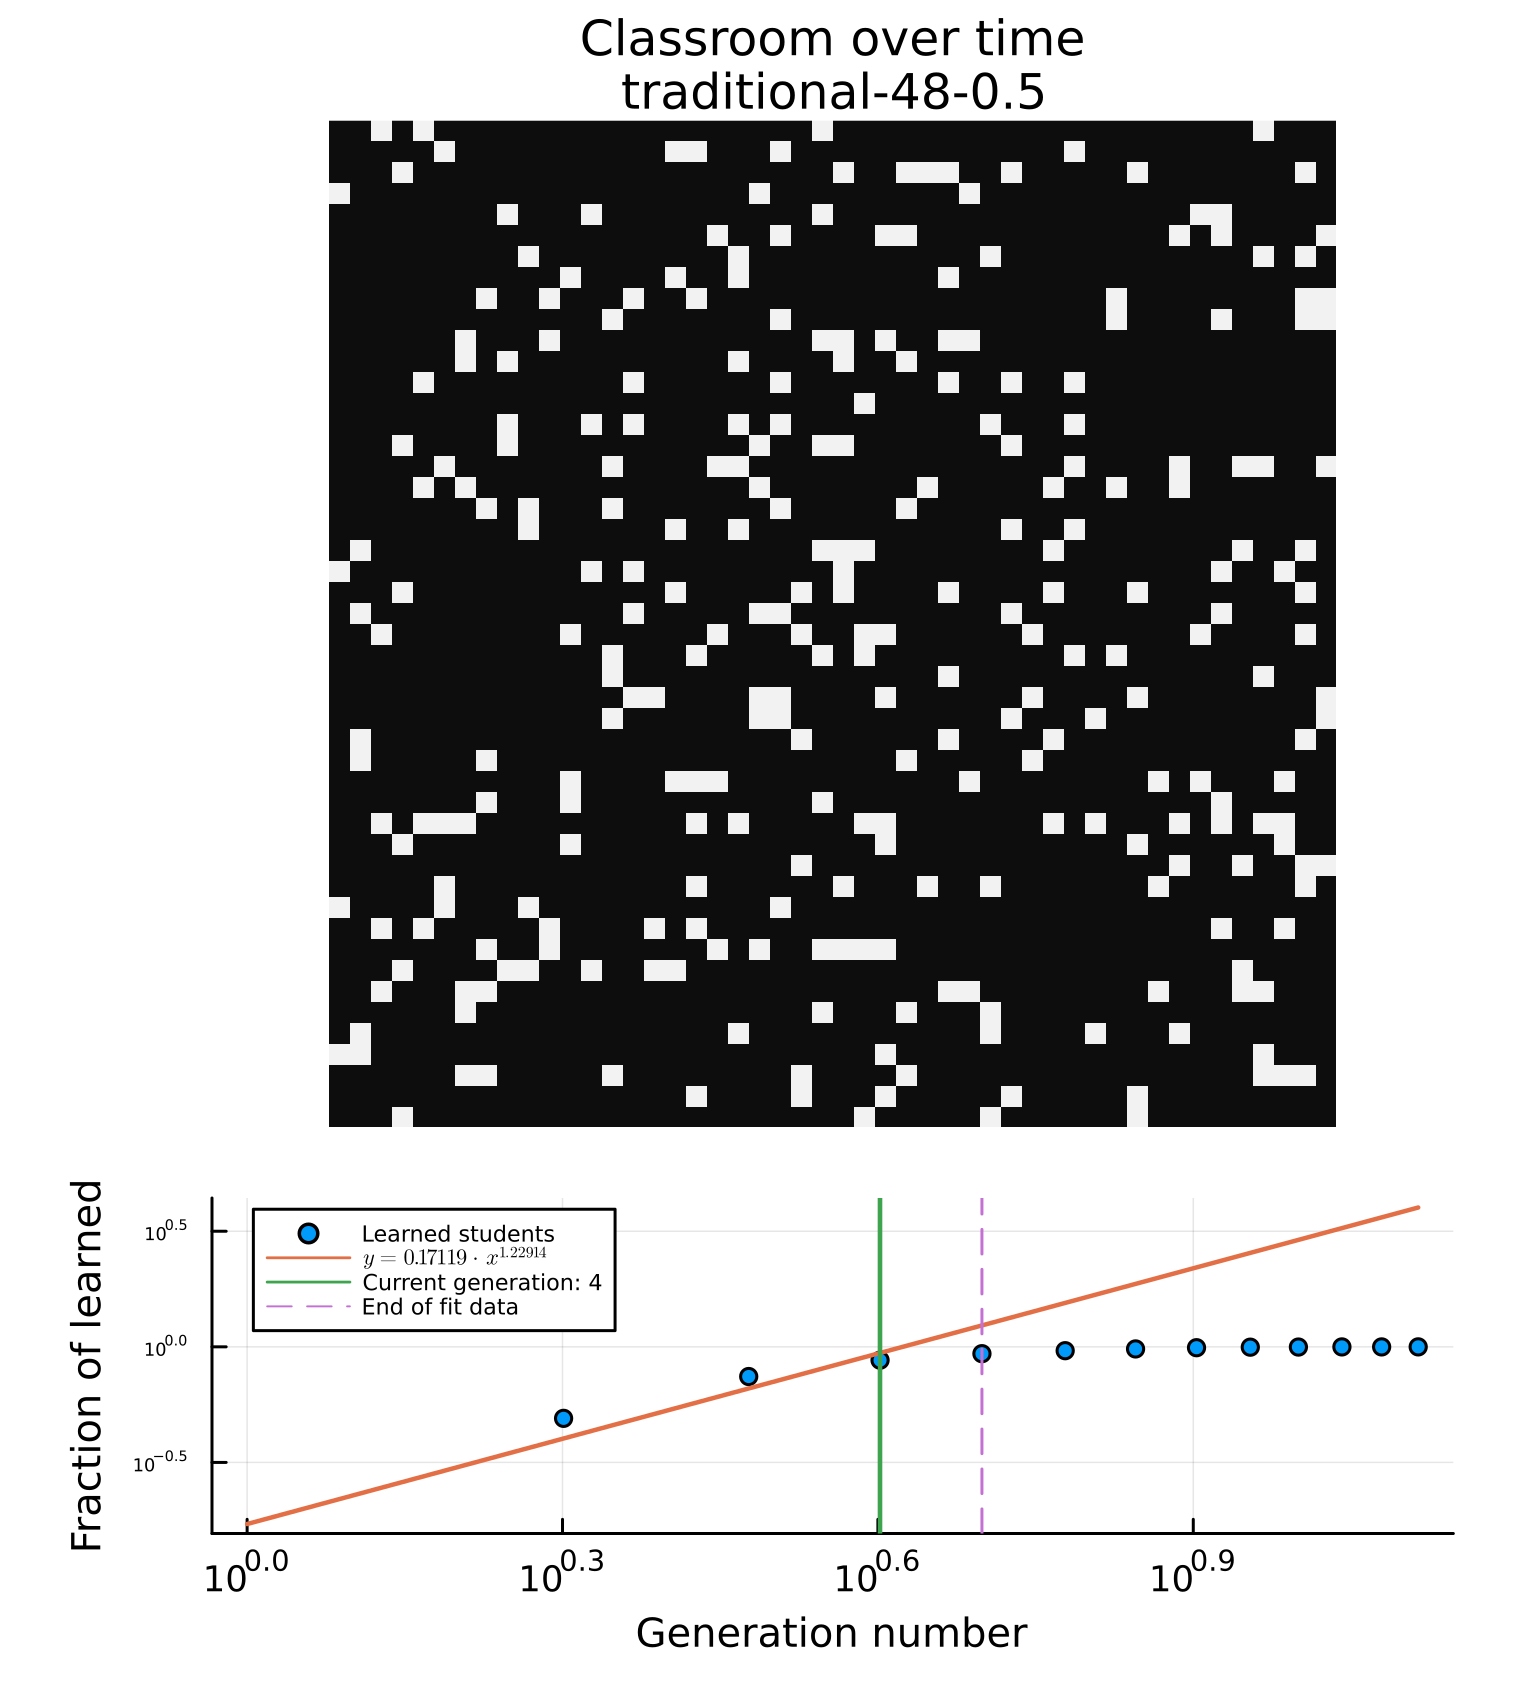 Classroom over time
traditional-48-0.5
Fraction of learned
10^0.5
10^0.0
10^−0.5
Learned students
y = 0.17119 · x^1.22914
Current generation: 4
End of fit data
10^0.0 10^0.3 10^0.6 10^0.9
Generation number